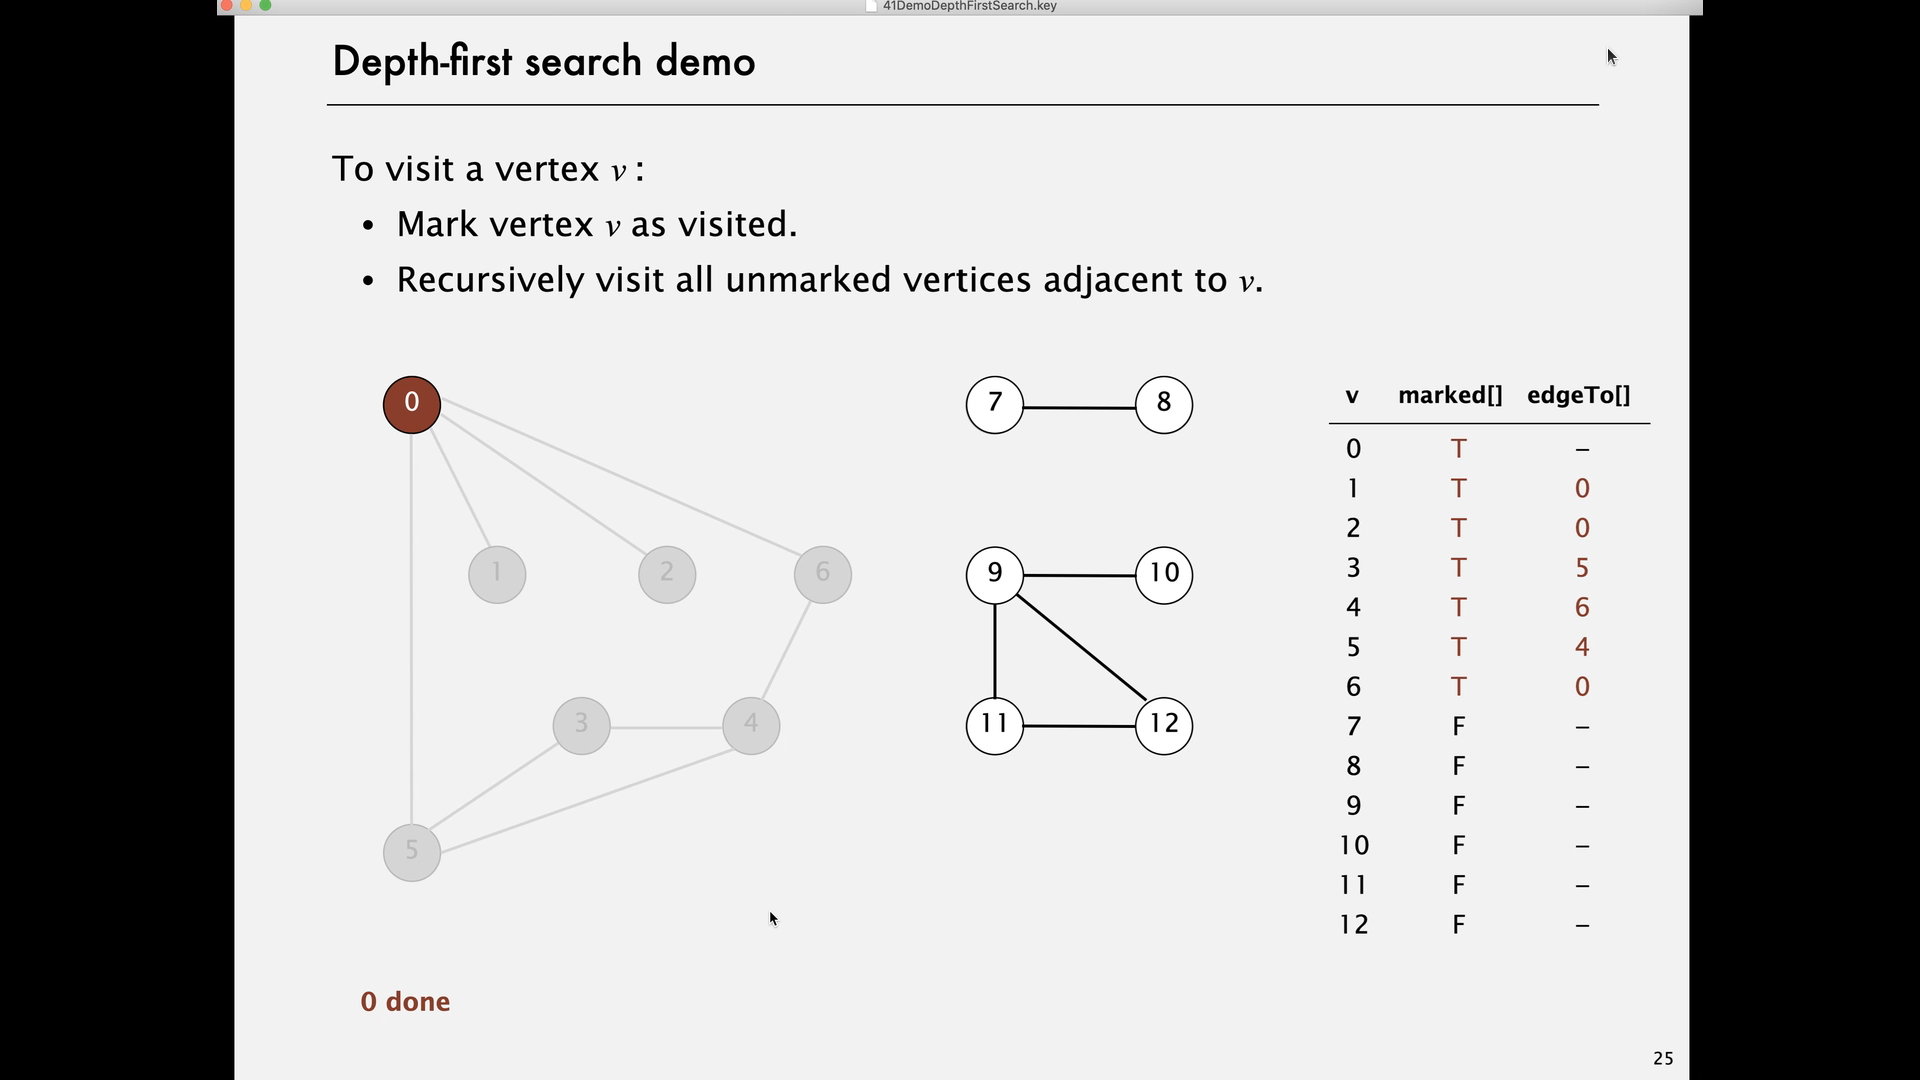 41DemoDepthFirstSearch.key
Depth-first search demo
To visit a vertex v :
• Mark vertex v as visited.
• Recursively visit all unmarked vertices adjacent to v.
0
7 8
1 2 6
9 10
3 4
11 12
5
v marked[] edgeTo[]
0 T –
1 T 0
2 T 0
3 T 5
4 T 6
5 T 4
6 T 0
7 F –
8 F –
9 F –
10 F –
11 F –
12 F –
0 done
25